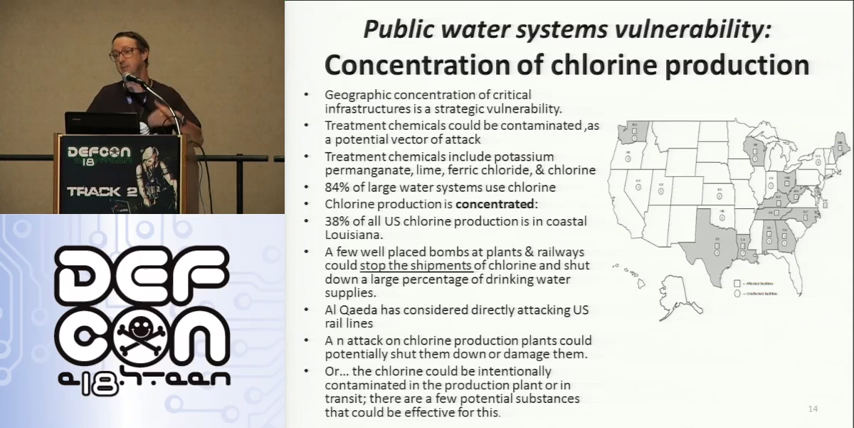 DEFCON
18
TRACK 2
DEF
CON
e18hteen
Public water systems vulnerability:
Concentration of chlorine production
• Geographic concentration of critical
infrastructures is a strategic vulnerability.
• Treatment chemicals could be contaminated ,as
a potential vector of attack
• Treatment chemicals include potassium
permanganate, lime, ferric chloride, & chlorine
• 84% of large water systems use chlorine
• Chlorine production is concentrated:
• 38% of all US chlorine production is in coastal
Louisiana.
• A few well placed bombs at plants & railways
could stop the shipments of chlorine and shut
down a large percentage of drinking water
supplies.
• Al Qaeda has considered directly attacking US
rail lines
• A n attack on chlorine production plants could
potentially shut them down or damage them.
• Or… the chlorine could be intentionally
contaminated in the production plant or in
transit; there are a few potential substances
that could be effective for this.
14